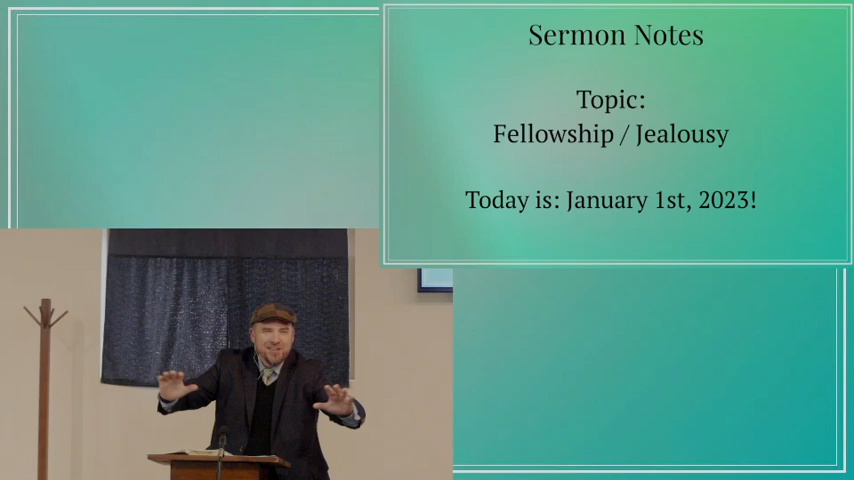 Sermon Notes
Topic:
Fellowship / Jealousy
Today is: January 1st, 2023!